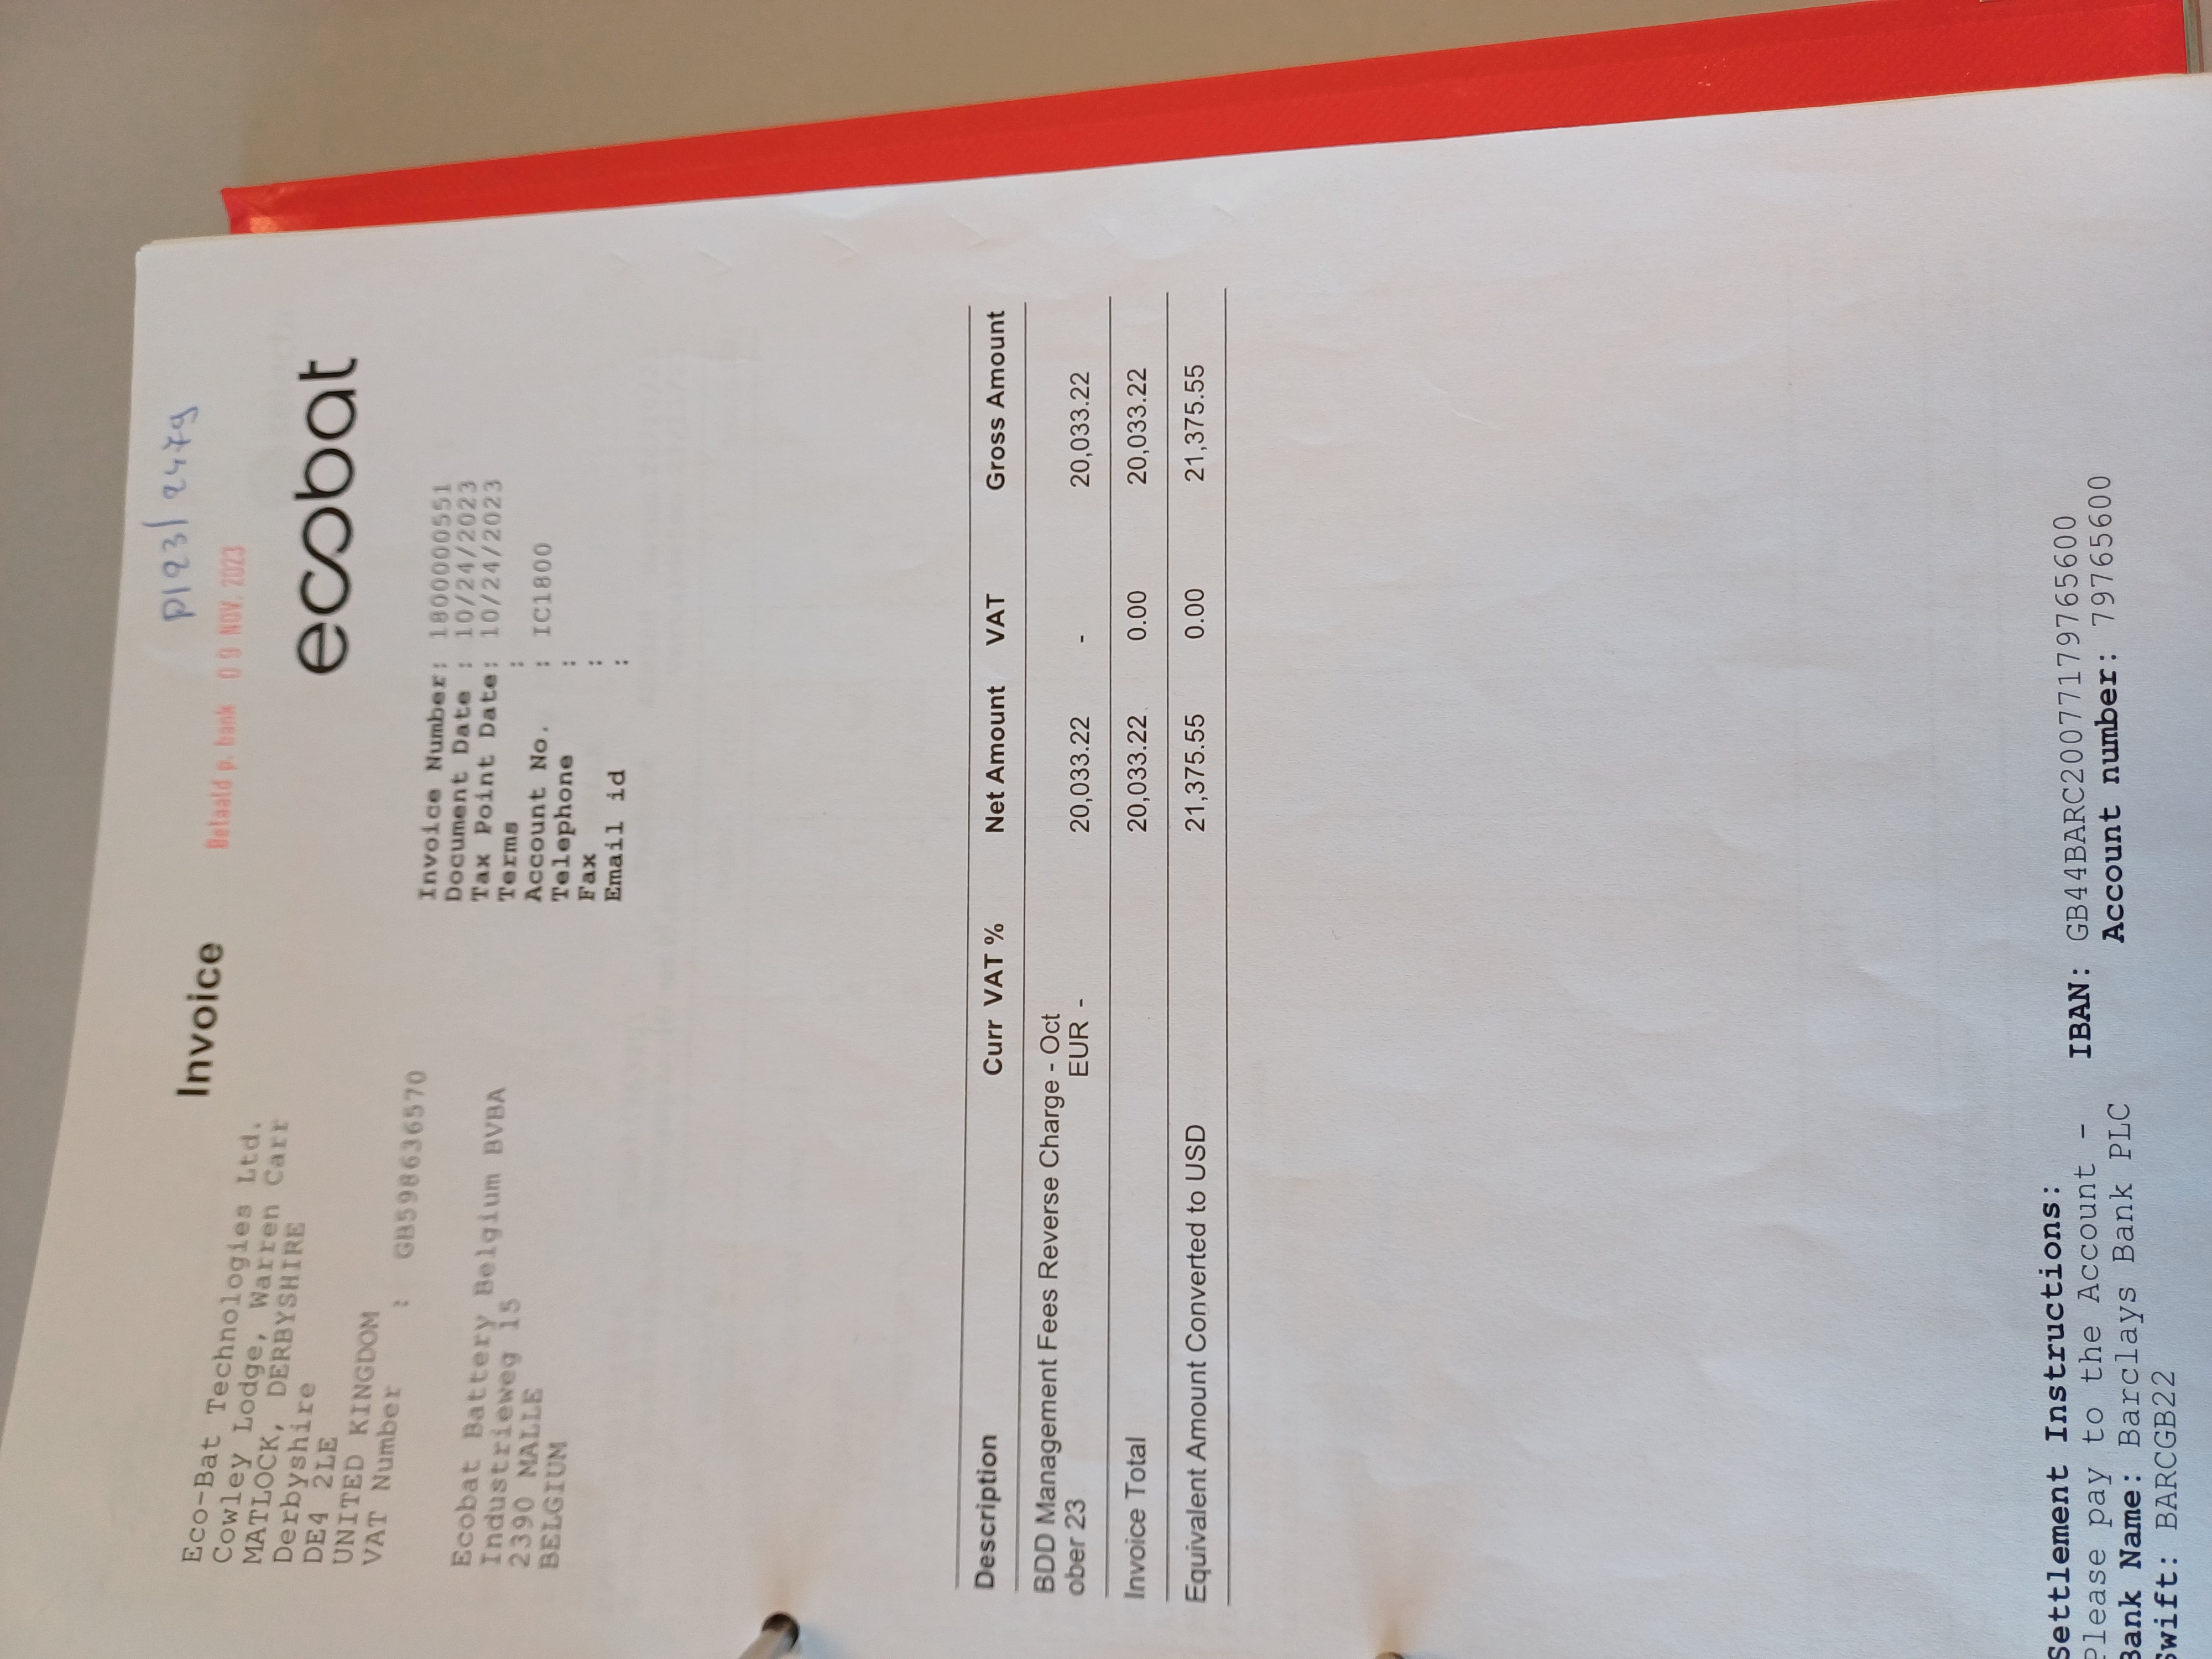 Invoice
P123/2479
Betaald p. bank 09 NOV. 2023
ecobat
Eco-Bat Technologies Ltd.
Cowley Lodge, Warren Carr
MATLOCK, DERBYSHIRE
Derbyshire
DE4 2LE
UNITED KINGDOM
VAT Number : GB598636570
Ecobat Battery Belgium BVBA
Industrieweg 15
2390 MALLE
BELGIUM
Invoice Number: 1800000551
Document Date : 10/24/2023
Tax Point Date: 10/24/2023
Terms :
Account No. : IC1800
Telephone :
Fax :
Email id :
Description Curr VAT % Net Amount VAT Gross Amount
BDD Management Fees Reverse Charge - Oct
ober 23 EUR - 20,033.22 - 20,033.22
Invoice Total 20,033.22 0.00 20,033.22
Equivalent Amount Converted to USD 21,375.55 0.00 21,375.55
Settlement Instructions:
Please pay to the Account -
Bank Name: Barclays Bank PLC
Swift: BARCGB22
IBAN: GB44BARC20077179765600
Account number: 79765600